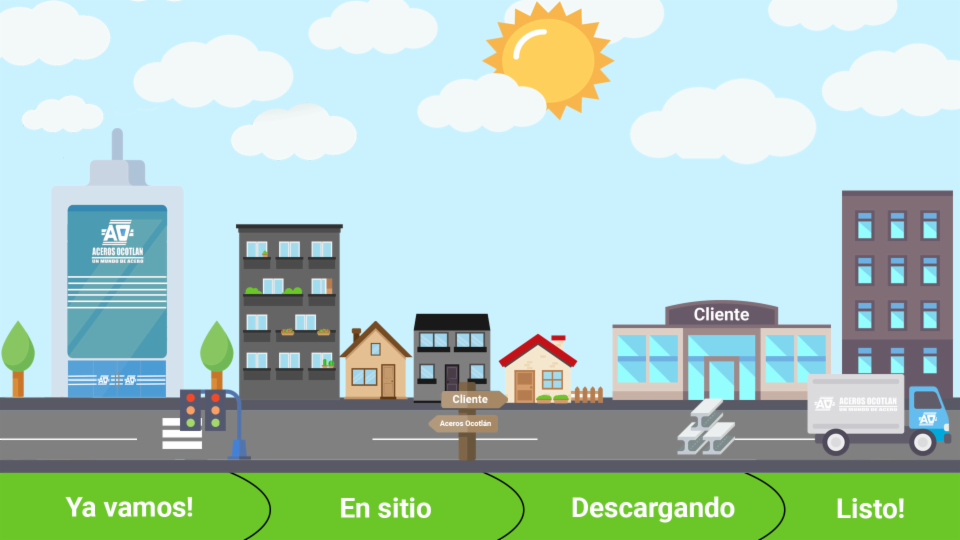 AO
ACEROS OCOTLAN
UN MUNDO DE ACERO
AO
AO
Cliente
Cliente
Aceros Ocotlán
AO
ACEROS OCOTLAN
UN MUNDO DE ACERO
AO
Ya vamos!
En sitio
Descargando
Listo!